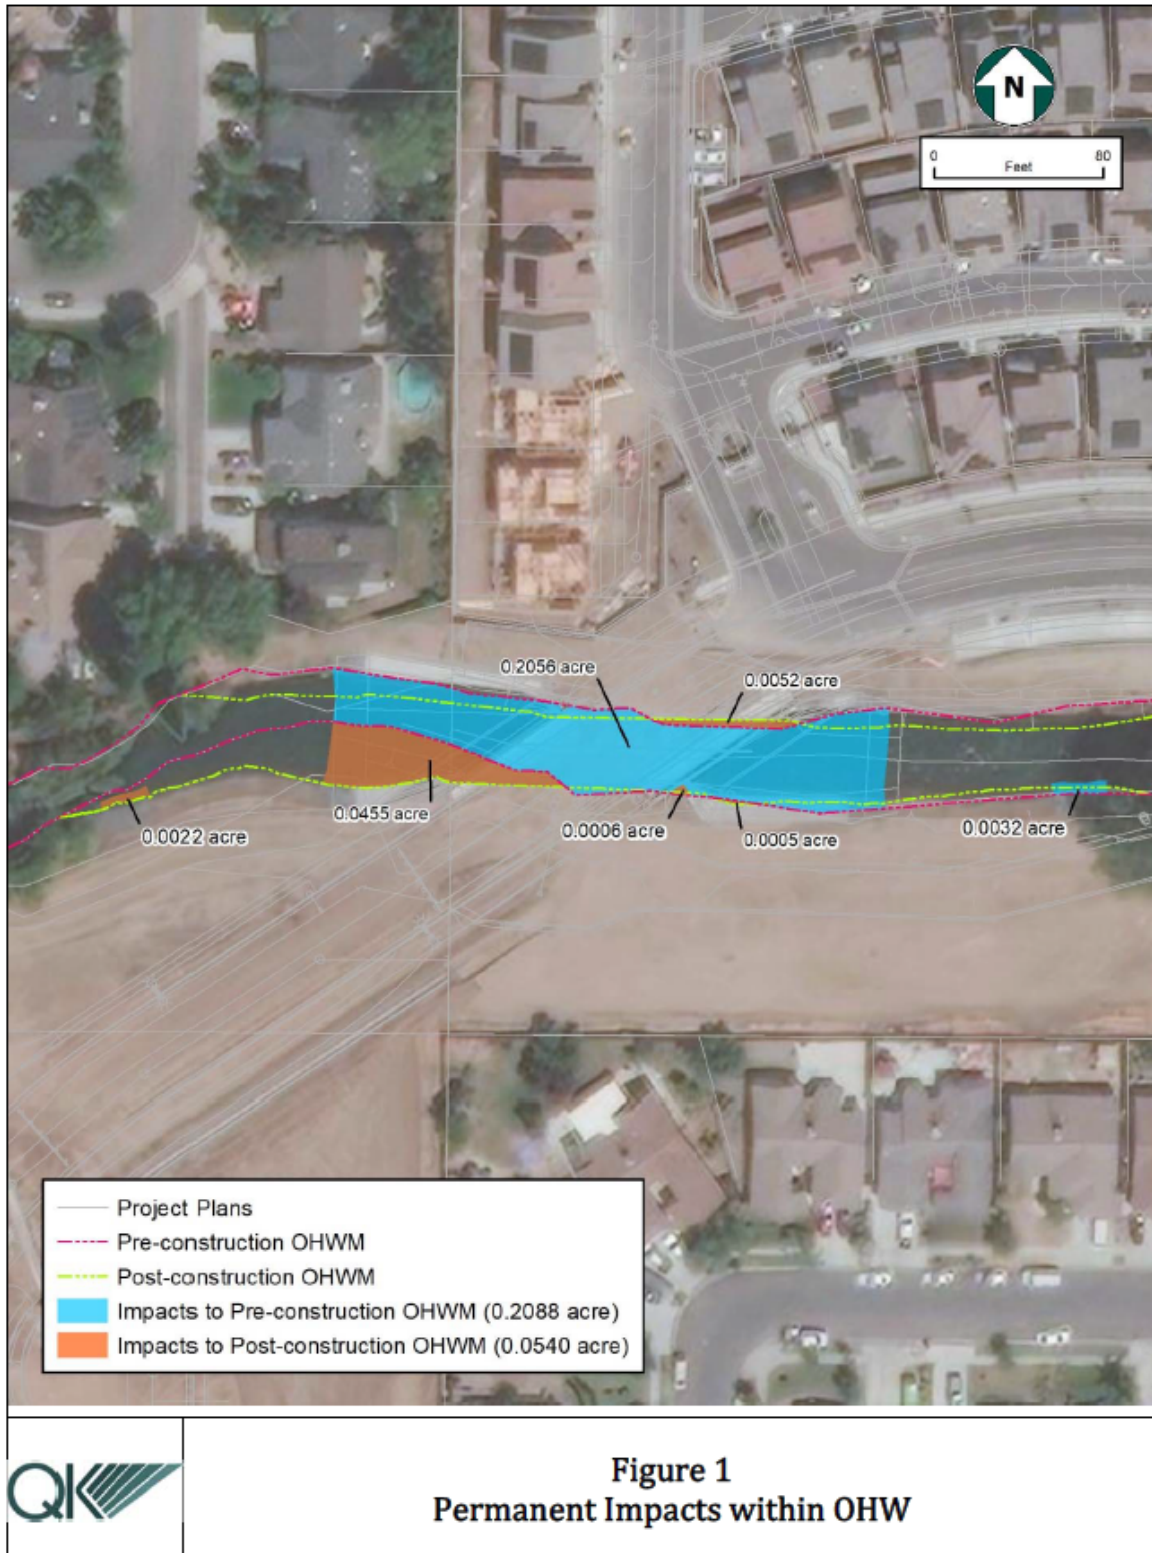 N
0 80
Feet
0.2056 acre
0.0052 acre
0.0455 acre
0.0022 acre
0.0006 acre
0.0005 acre
0.0032 acre
Project Plans
Pre-construction OHWM
Post-construction OHWM
Impacts to Pre-construction OHWM (0.2088 acre)
Impacts to Post-construction OHWM (0.0540 acre)
QK
Figure 1
Permanent Impacts within OHW